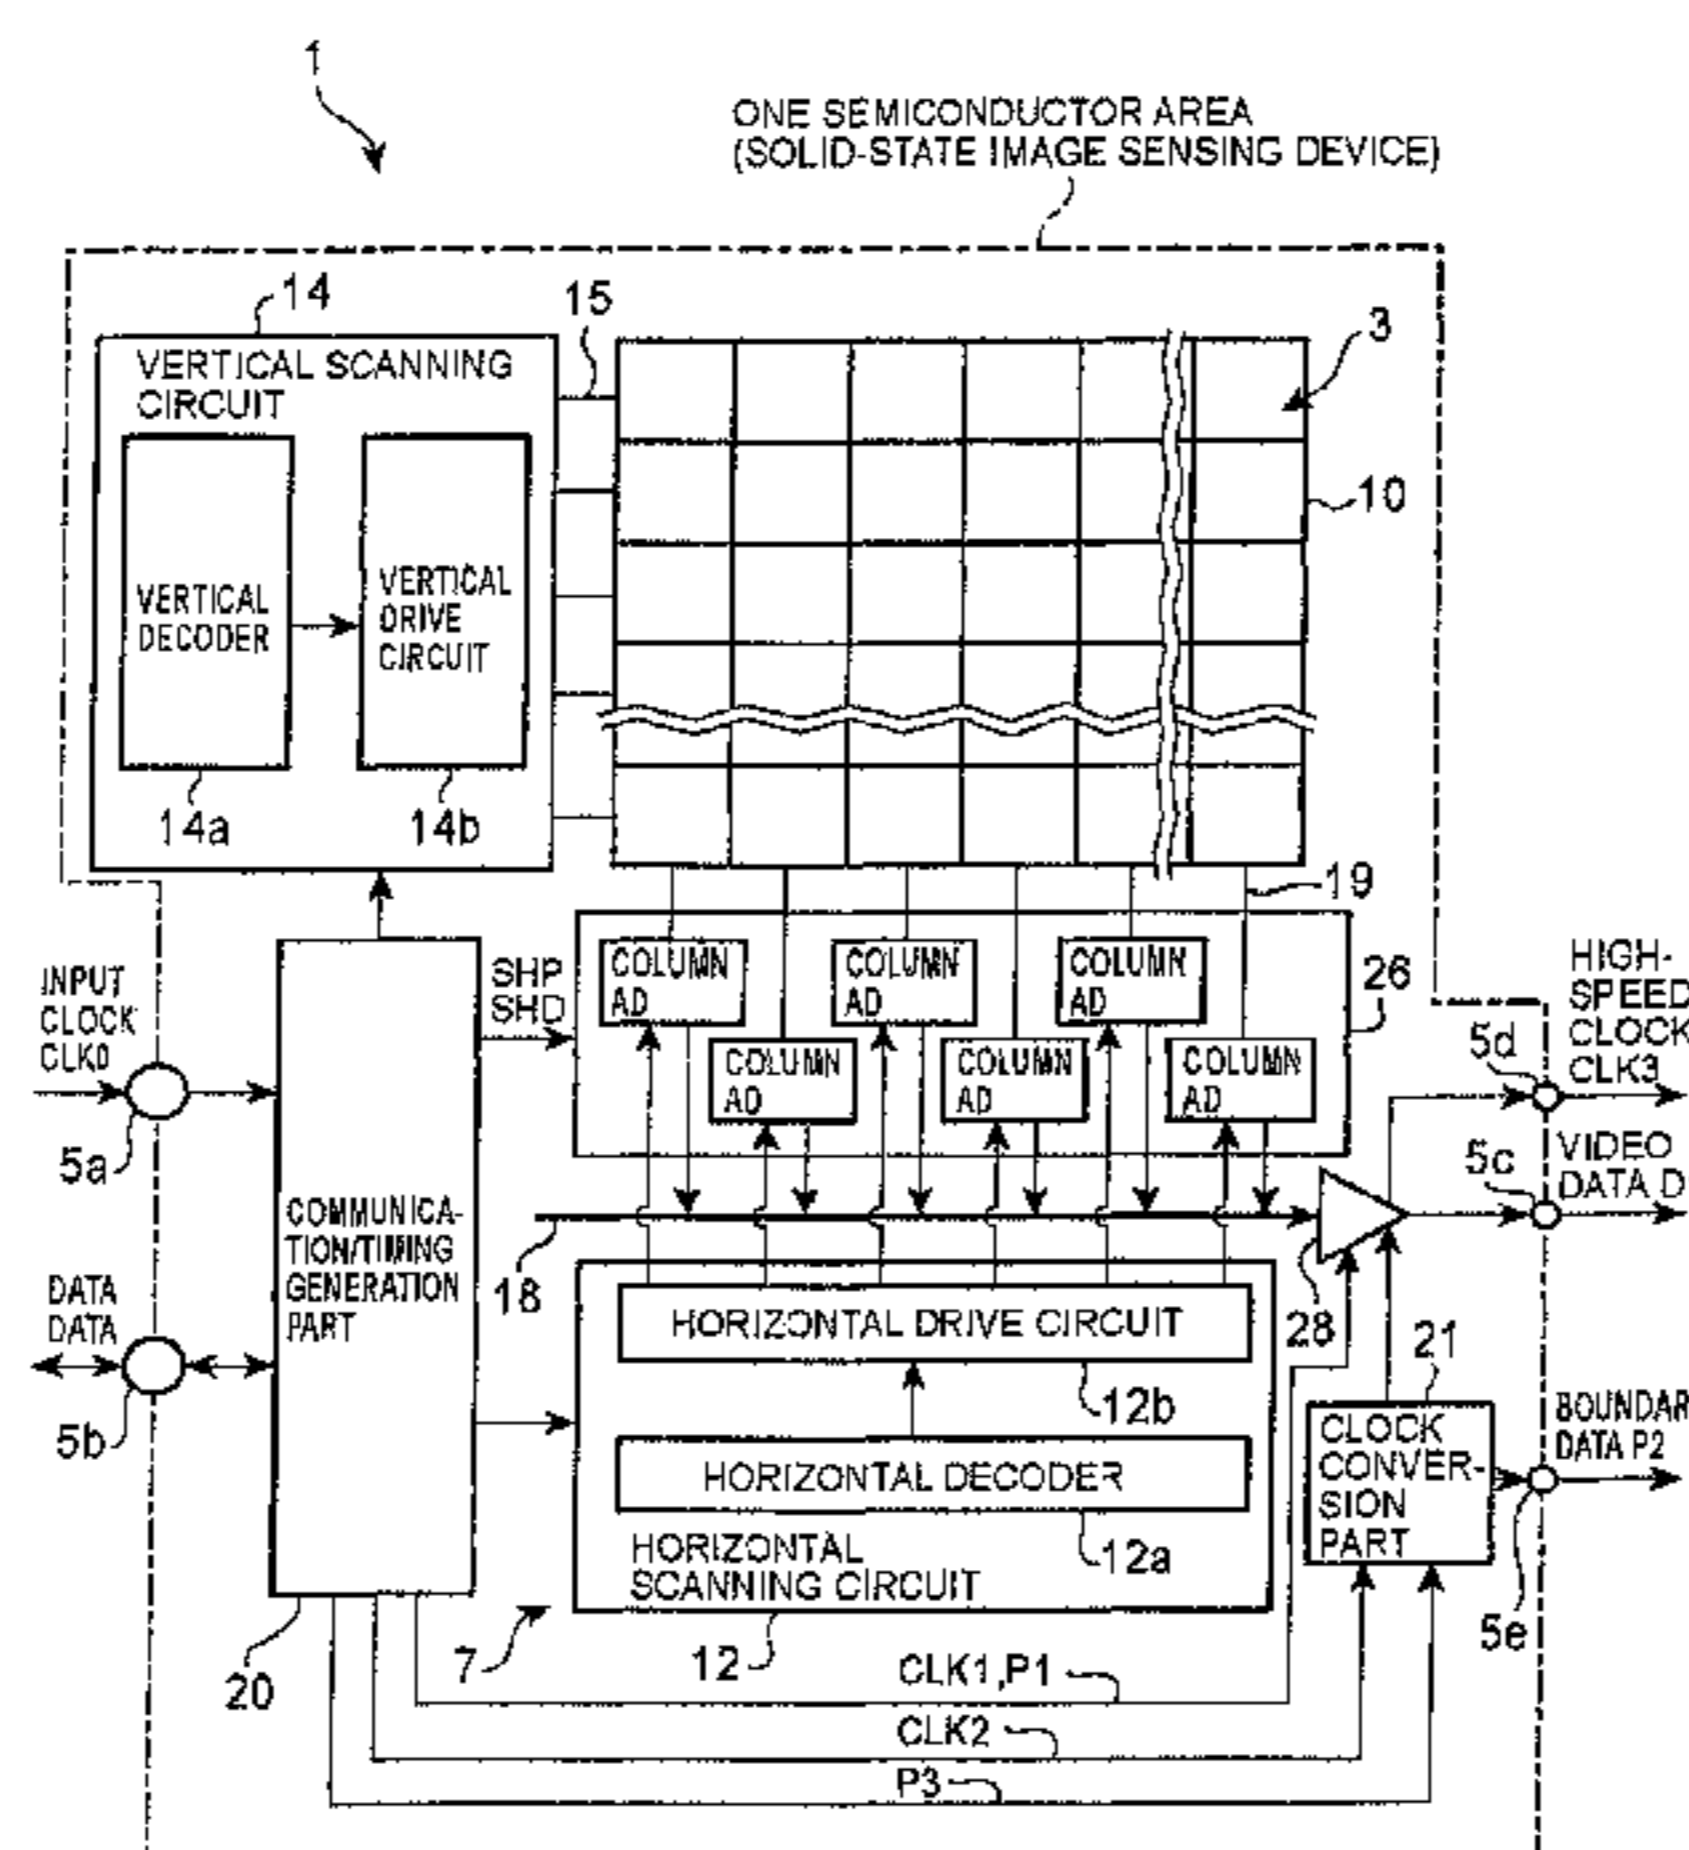 1
ONE SEMICONDUCTOR AREA
(SOLID-STATE IMAGE SENSING DEVICE)
14
15
3
VERTICAL SCANNING
CIRCUIT
10
VERTICAL
DECODER
VERTICAL
DRIVE
CIRCUIT
14a
14b
19
INPUT
CLOCK
CLK0
SHP
SHD
COLUMN
AD
COLUMN
AD
COLUMN
AD
26
HIGH-
SPEED
CLOCK
CLK3
COLUMN
AD
COLUMN
AD
COLUMN
AD
5d
5a
5c
VIDEO
DATA D
COMMUNICA-
TION/TIMING
GENERATION
PART
18
28
DATA
DATA
HORIZONTAL DRIVE CIRCUIT
21
5b
12b
CLOCK
CONVER-
SION
PART
BOUNDAR
DATA P2
HORIZONTAL DECODER
12a
HORIZONTAL
SCANNING CIRCUIT
5e
7
12
20
CLK1,P1
CLK2
P3